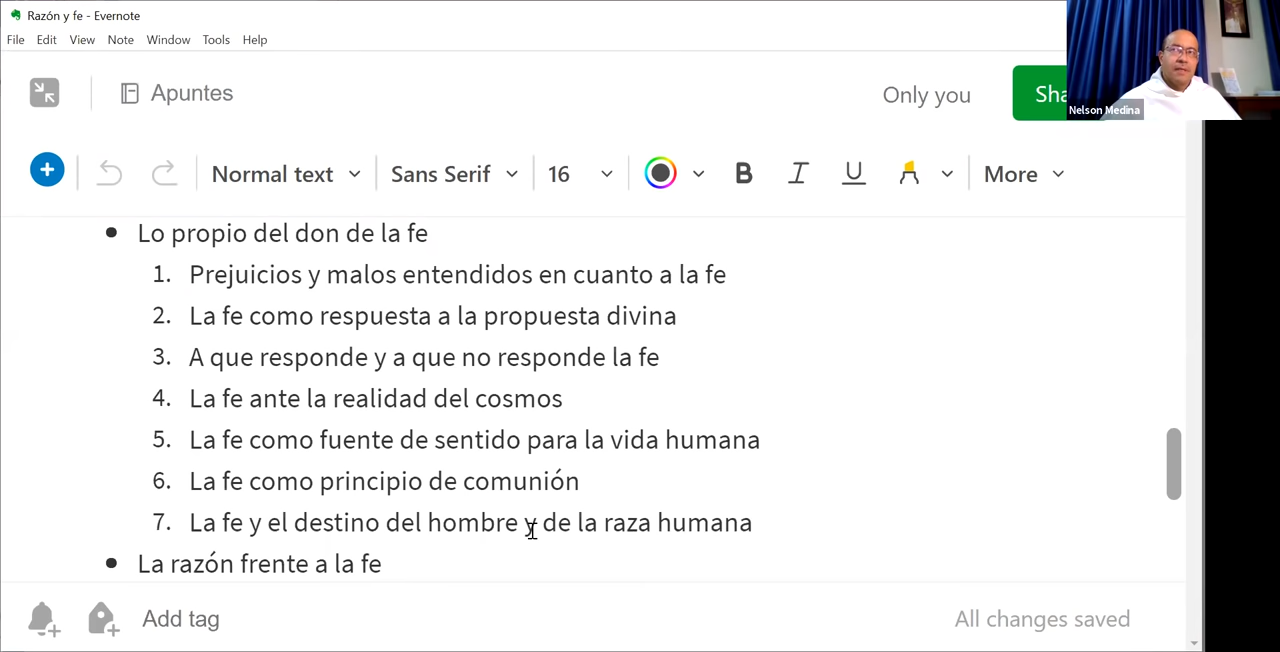 Razón y fe - Evernote
File Edit View Note Window Tools Help
Apuntes
Only you
Sha
Nelson Medina
Normal text
Sans Serif
16
B I U
More
• Lo propio del don de la fe
1. Prejuicios y malos entendidos en cuanto a la fe
2. La fe como respuesta a la propuesta divina
3. A que responde y a que no responde la fe
4. La fe ante la realidad del cosmos
5. La fe como fuente de sentido para la vida humana
6. La fe como principio de comunión
7. La fe y el destino del hombre y de la raza humana
• La razón frente a la fe
Add tag
All changes saved